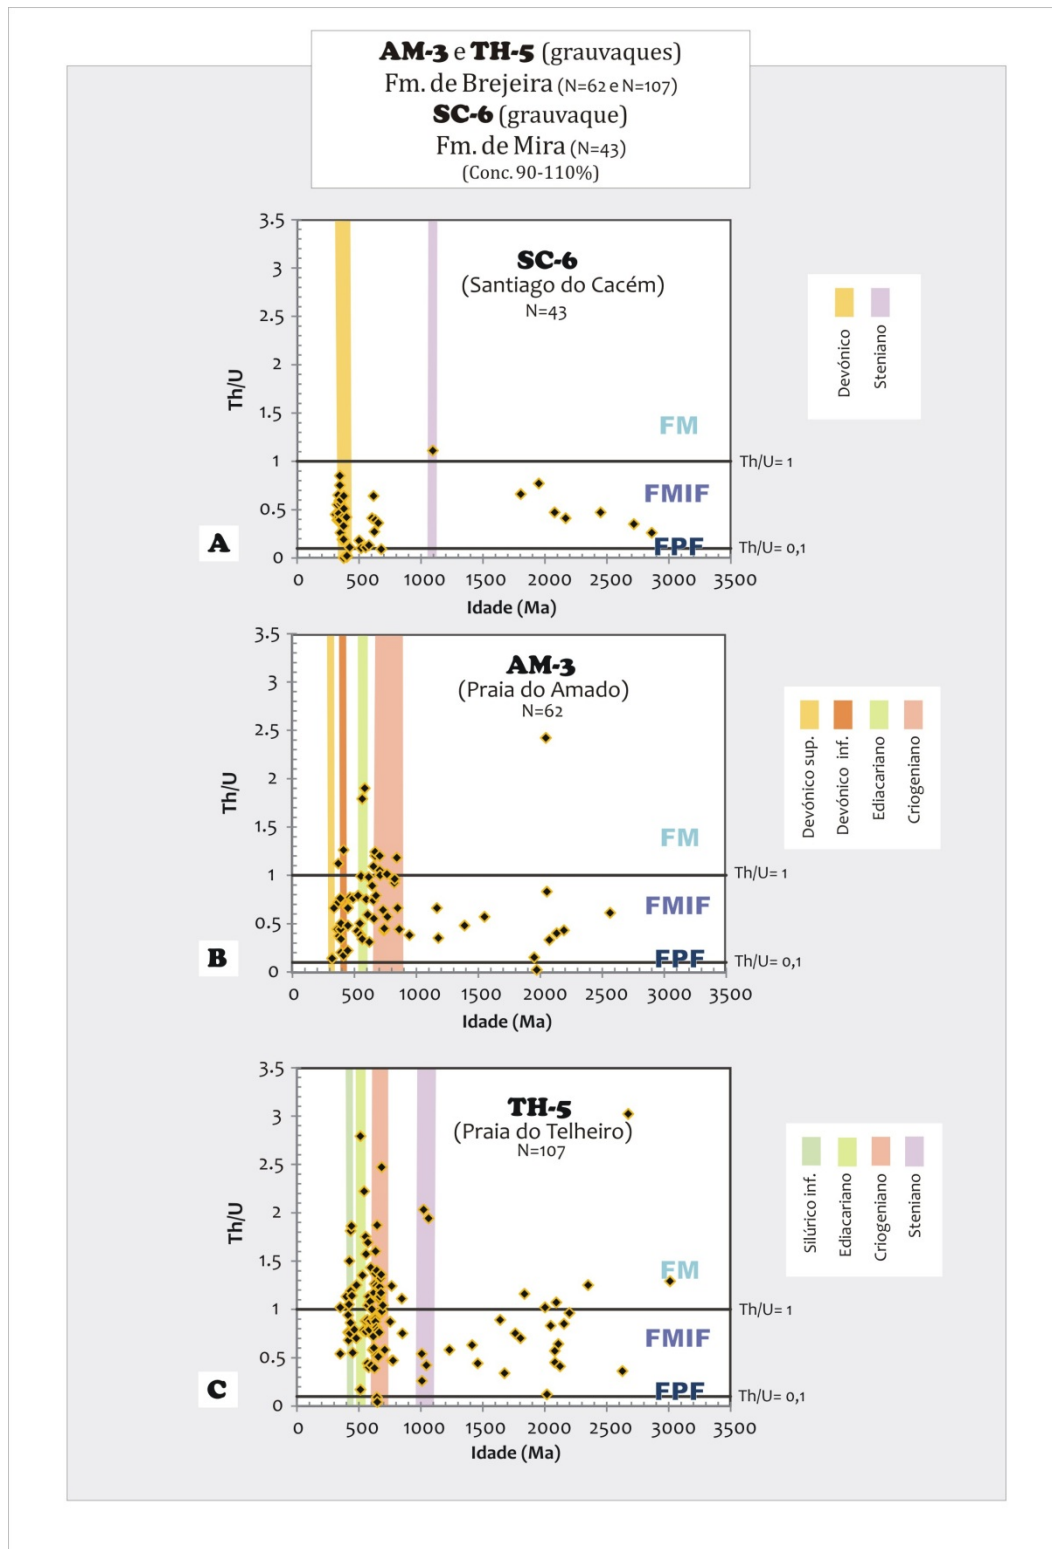 AM-3 e TH-5 (grauvaques)
Fm. de Brejeira (N=62 e N=107)
SC-6 (grauvaque)
Fm. de Mira (N=43)
(Conc. 90-110%)
3.5
3
2.5
2
1.5
1
0.5
0
Th/U
SC-6
(Santiago do Cacém)
N=43
FM
FMIF
FPF
Th/U= 1
Th/U= 0,1
A
0 500 1000 1500 2000 2500 3000 3500
Idade (Ma)
Devónico
Steniano
3.5
3
2.5
2
1.5
1
0.5
0
Th/U
AM-3
(Praia do Amado)
N=62
FM
FMIF
FPF
Th/U= 1
Th/U= 0,1
B
0 500 1000 1500 2000 2500 3000 3500
Idade (Ma)
Devónico sup.
Devónico inf.
Ediacariano
Criogeniano
3.5
3
2.5
2
1.5
1
0.5
0
Th/U
TH-5
(Praia do Telheiro)
N=107
FM
FMIF
FPF
Th/U= 1
Th/U= 0,1
C
0 500 1000 1500 2000 2500 3000 3500
Idade (Ma)
Silúrico inf.
Ediacariano
Criogeniano
Steniano